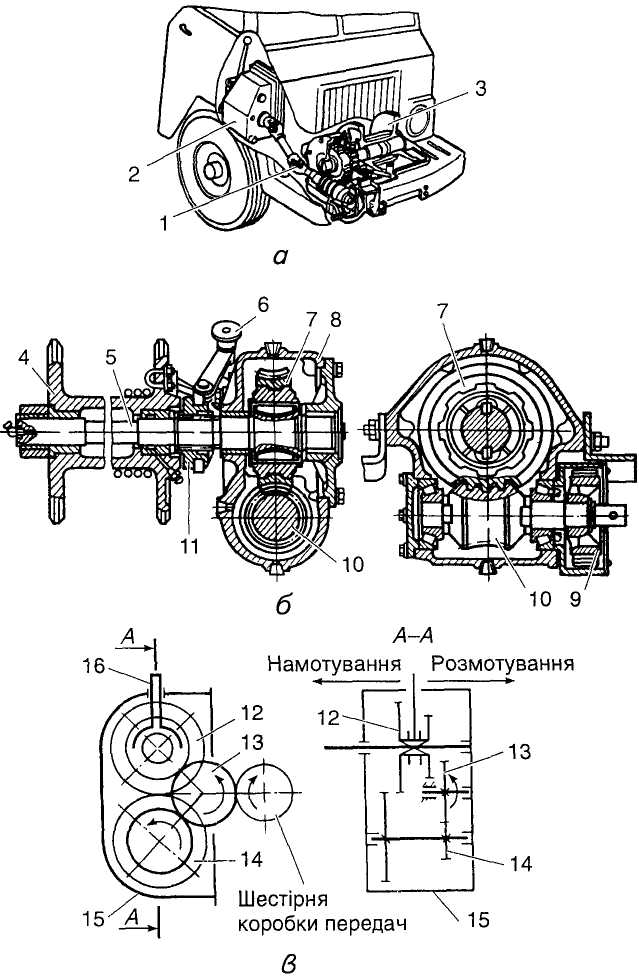 3
2
1
а
6
7
8
7
4
5
11
10
10
9
б
А
А–А
16
Намотування
Розмотування
12
12
13
13
14
14
Шестірня
коробки передач
15
А
15
в